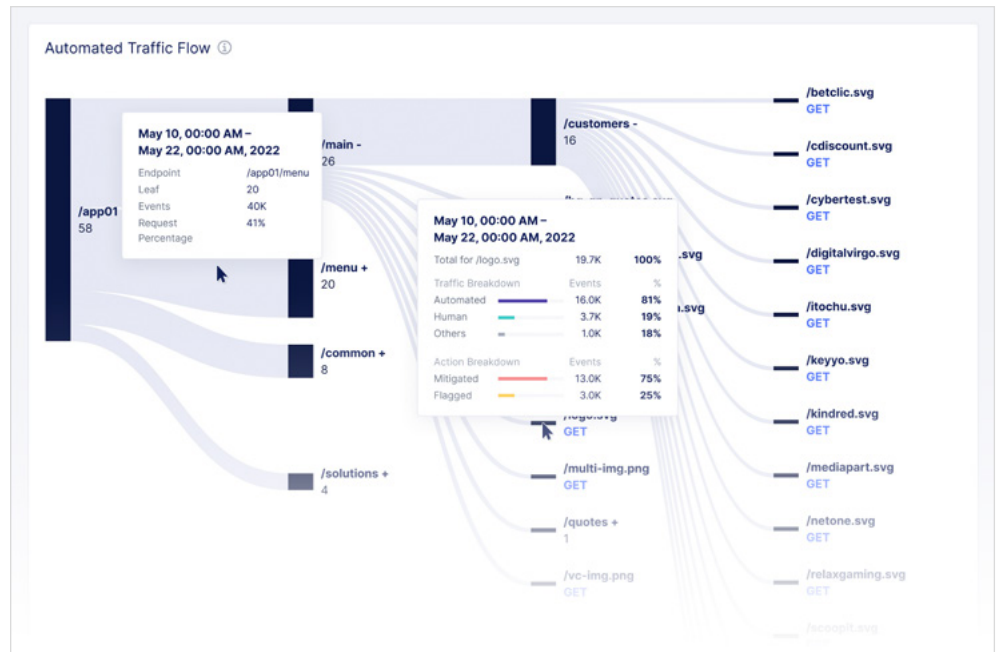 Automated Traffic Flow
/app01
58
May 10, 00:00 AM –
May 22, 00:00 AM, 2022
Endpoint /app01/menu
Leaf 20
Events 40K
Request 41%
Percentage
/main -
26
/menu +
20
/common +
8
/solutions +
4
/customers -
16
.svg
.svg
May 10, 00:00 AM –
May 22, 00:00 AM, 2022
Total for /logo.svg 19.7K 100%
Traffic Breakdown Events %
Automated 16.0K 81%
Human 3.7K 19%
Others 1.0K 18%
Action Breakdown Events %
Mitigated 13.0K 75%
Flagged 3.0K 25%
/logo.svg
GET
/multi-img.png
GET
/quotes +
1
/vc-img.png
GET
/betclic.svg
GET
/cdiscount.svg
GET
/cybertest.svg
GET
/digitalvirgo.svg
GET
/itochu.svg
GET
/keyyo.svg
GET
/kindred.svg
GET
/mediapart.svg
GET
/netone.svg
GET
/relaxgaming.svg
GET
/scoopit.svg